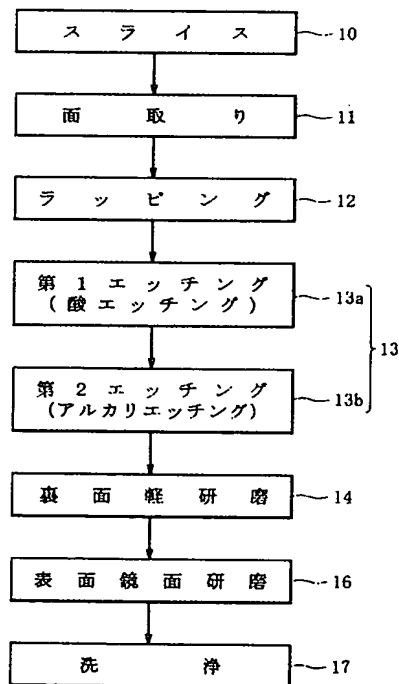 スライス 10
面取り 11
ラッピング 12
第1エッチング
(酸エッチング) 13a
13
第2エッチング
(アルカリエッチング) 13b
裏面軽研磨 14
表面鏡面研磨 16
洗浄 17